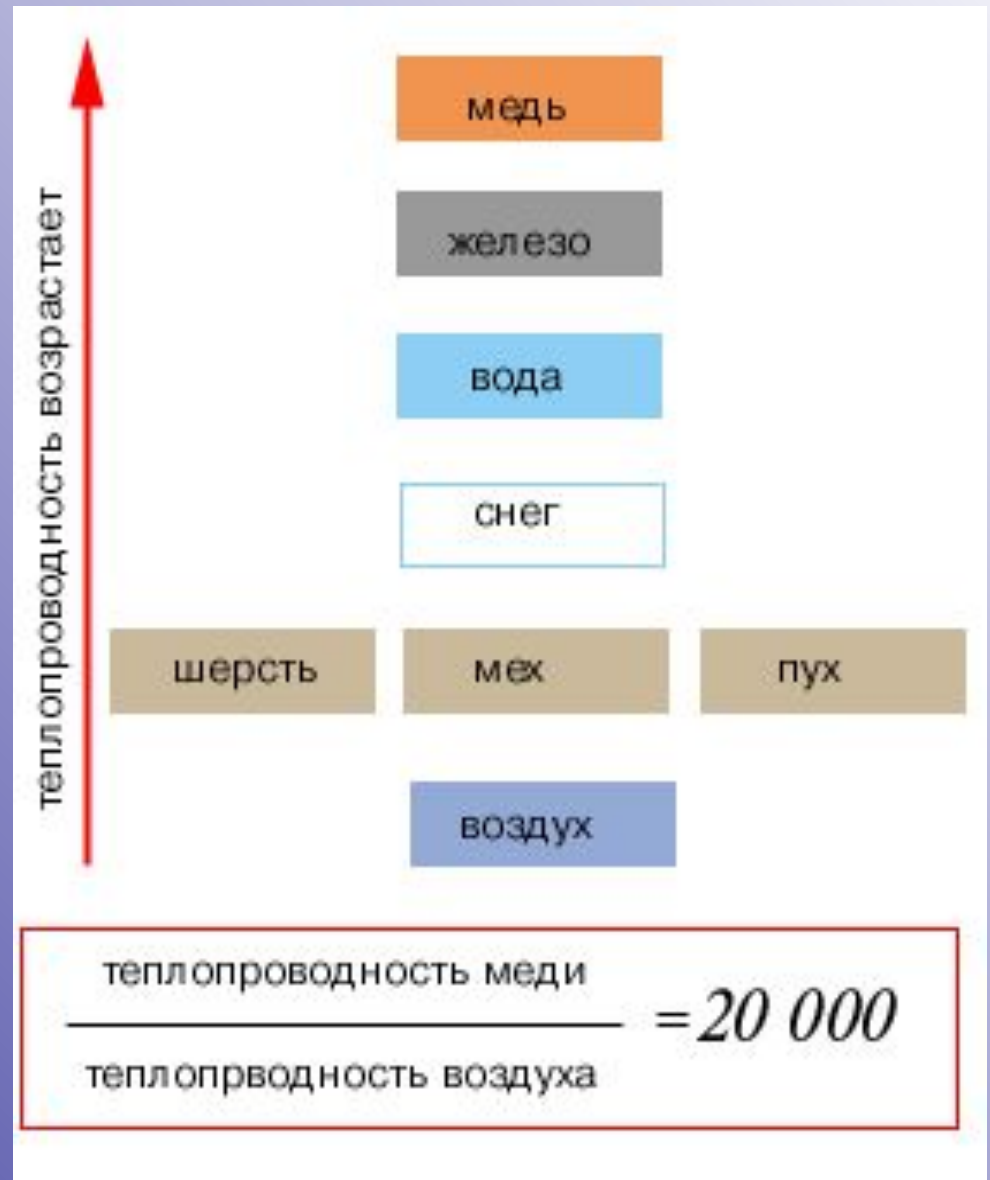 теплопроводность возрастает
медь
железо
вода
снег
шерсть мех пух
воздух
теплопроводность меди
= 20 000
теплопрводность воздуха